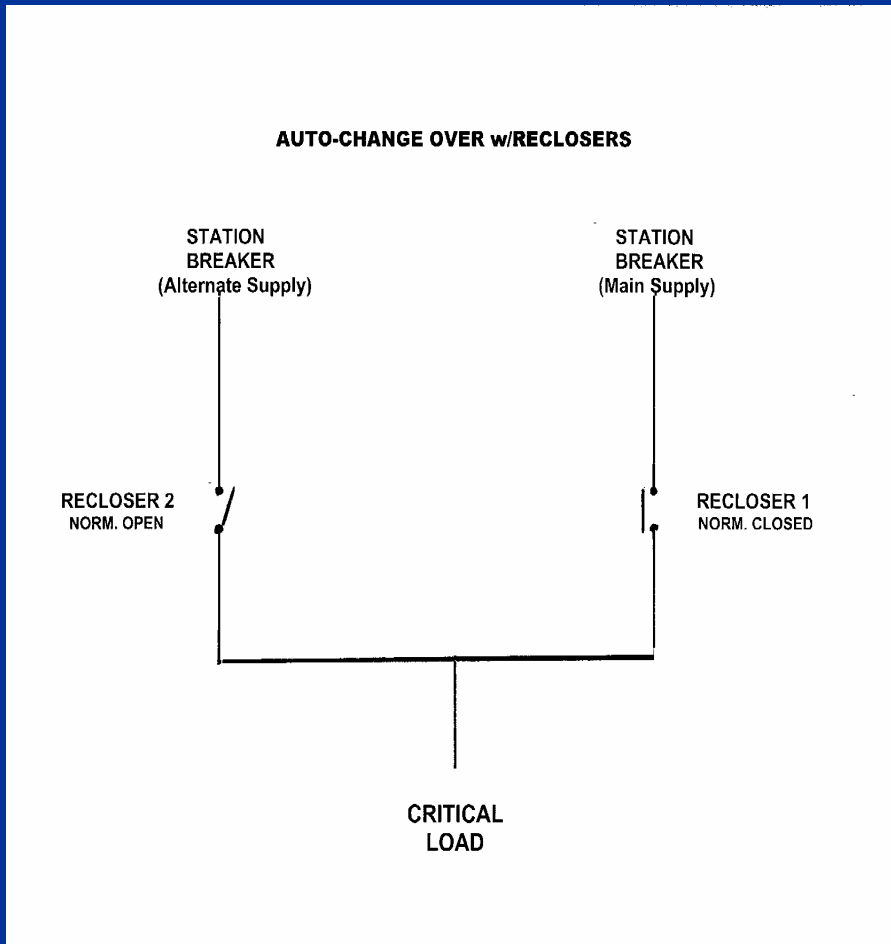 AUTO-CHANGE OVER w/RECLOSERS
STATION
BREAKER
(Alternate Supply)
STATION
BREAKER
(Main Supply)
RECLOSER 2
NORM. OPEN
RECLOSER 1
NORM. CLOSED
CRITICAL
LOAD